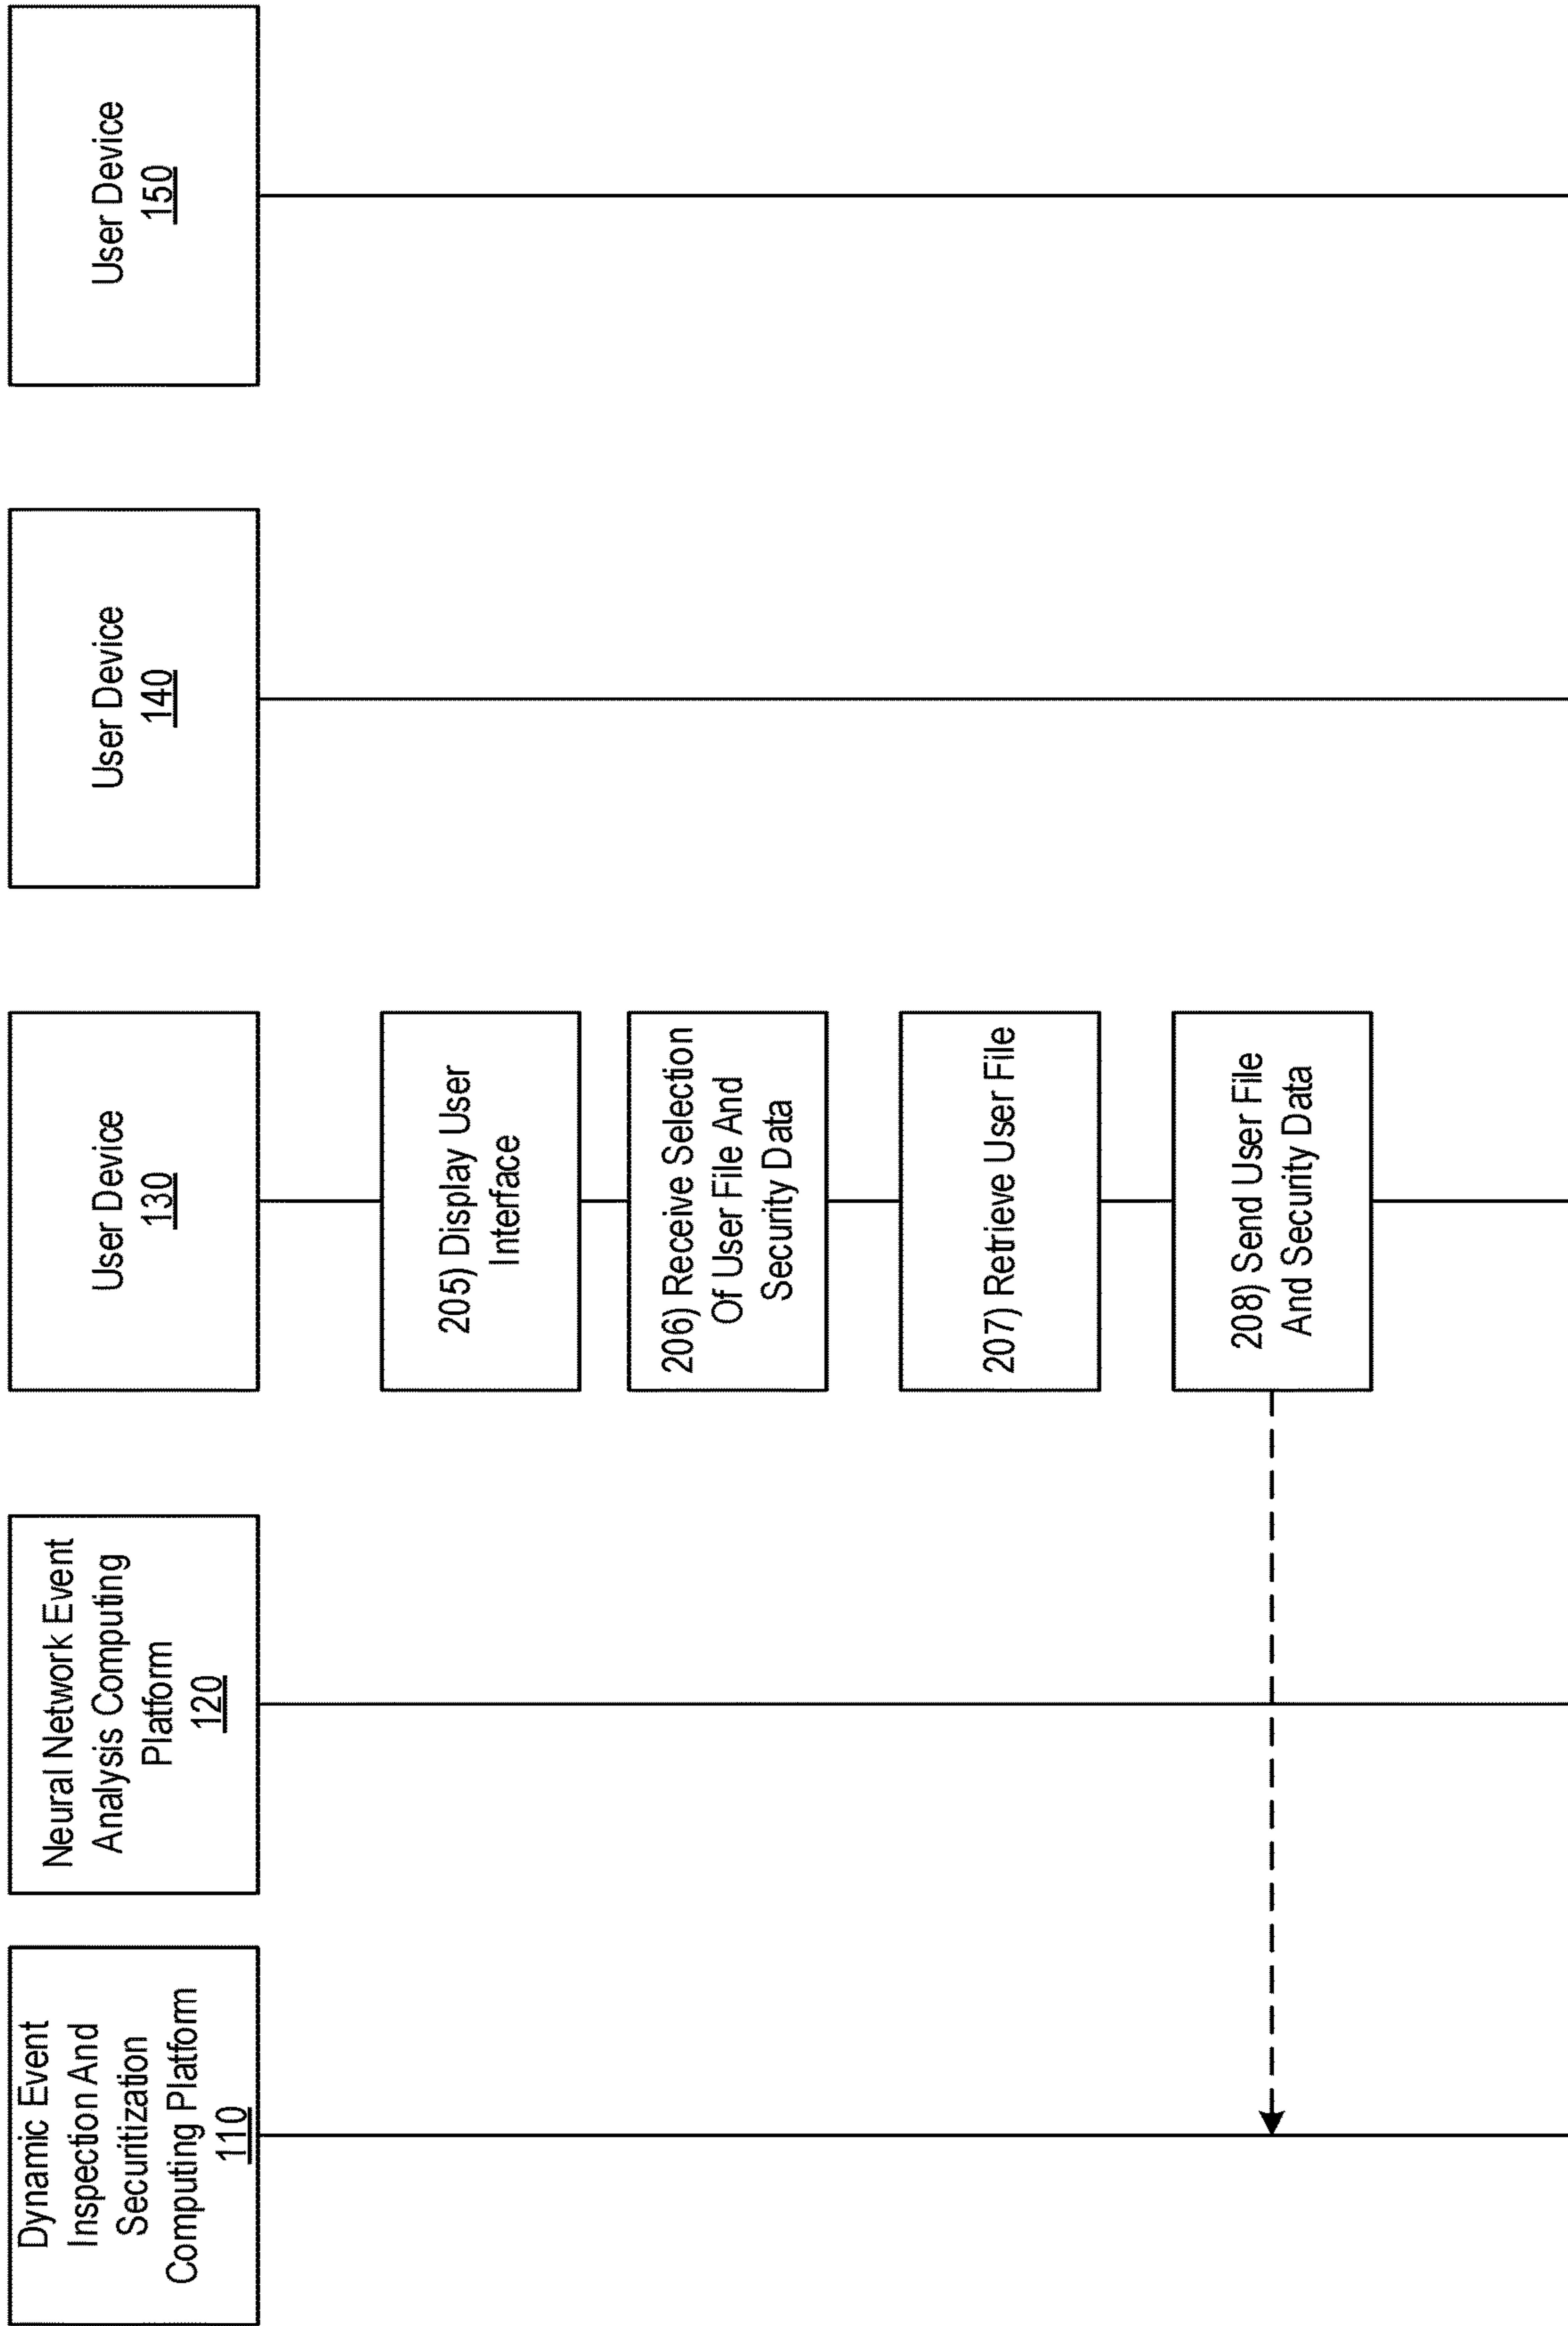 Dynamic Event
Inspection And
Securitization
Computing Platform
110
Neural Network Event
Analysis Computing
Platform
120
User Device
130
User Device
140
User Device
150
205) Display User
Interface
206) Receive Selection
Of User File And
Security Data
207) Retrieve User File
208) Send User File
And Security Data